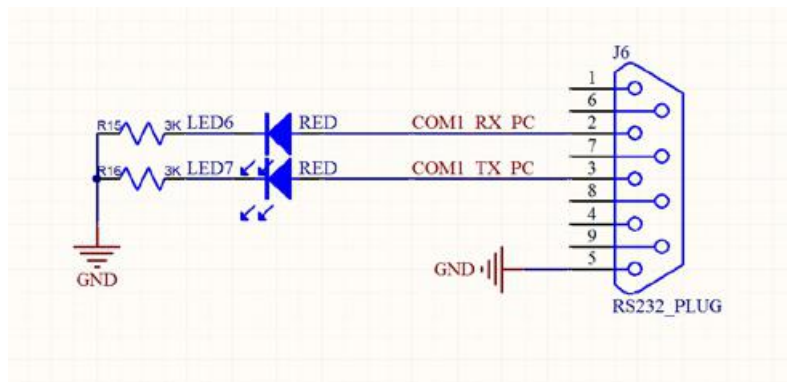 J6
1
6
R15 3K LED6 RED COM1_RX_PC 2
7
R16 3K LED7 RED COM1_TX_PC 3
8
4
9
GND 5
GND
RS232_PLUG